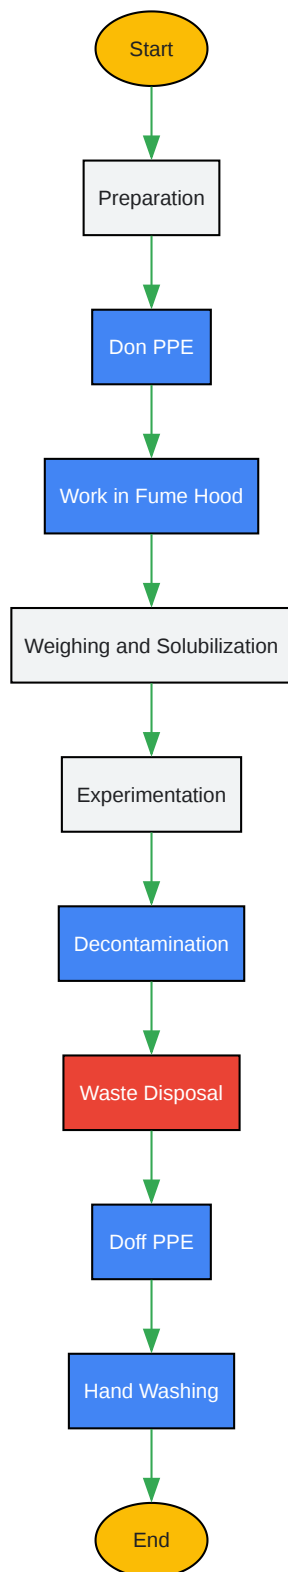 Start
Preparation
Don PPE
Work in Fume Hood
Weighing and Solubilization
Experimentation
Decontamination
Waste Disposal
Doff PPE
Hand Washing
End